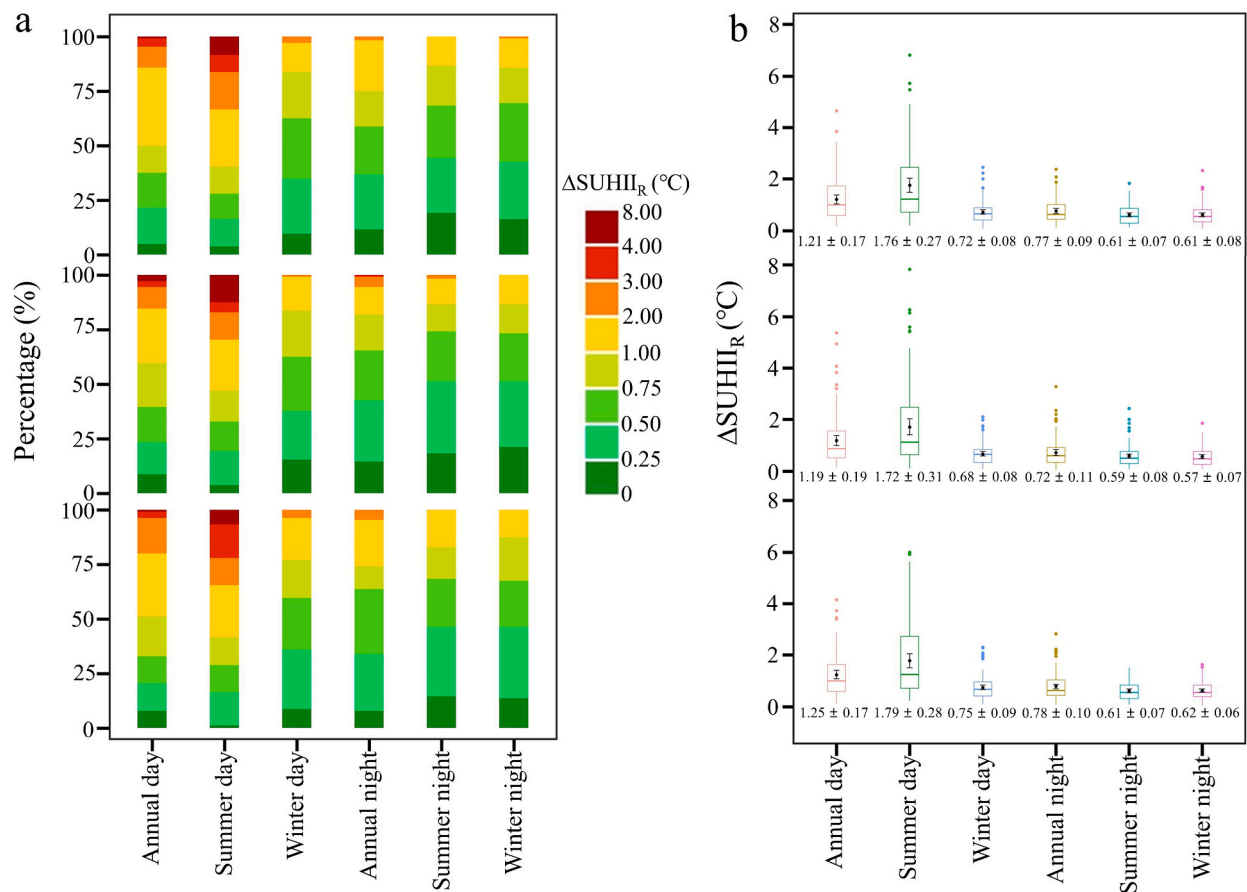 a
Percentage (%)
100
75
50
25
0
100
75
50
25
0
100
75
50
25
0
Annual day
Summer day
Winter day
Annual night
Summer night
Winter night
ΔSUHII_R (℃)
8.00
4.00
3.00
2.00
1.00
0.75
0.50
0.25
0
b
ΔSUHII_R (℃)
8
6
4
2
0
1.21 ± 0.17 1.76 ± 0.27 0.72 ± 0.08 0.77 ± 0.09 0.61 ± 0.07 0.61 ± 0.08
8
6
4
2
0
1.19 ± 0.19 1.72 ± 0.31 0.68 ± 0.08 0.72 ± 0.11 0.59 ± 0.08 0.57 ± 0.07
6
4
2
0
1.25 ± 0.17 1.79 ± 0.28 0.75 ± 0.09 0.78 ± 0.10 0.61 ± 0.07 0.62 ± 0.06
Annual day
Summer day
Winter day
Annual night
Summer night
Winter night